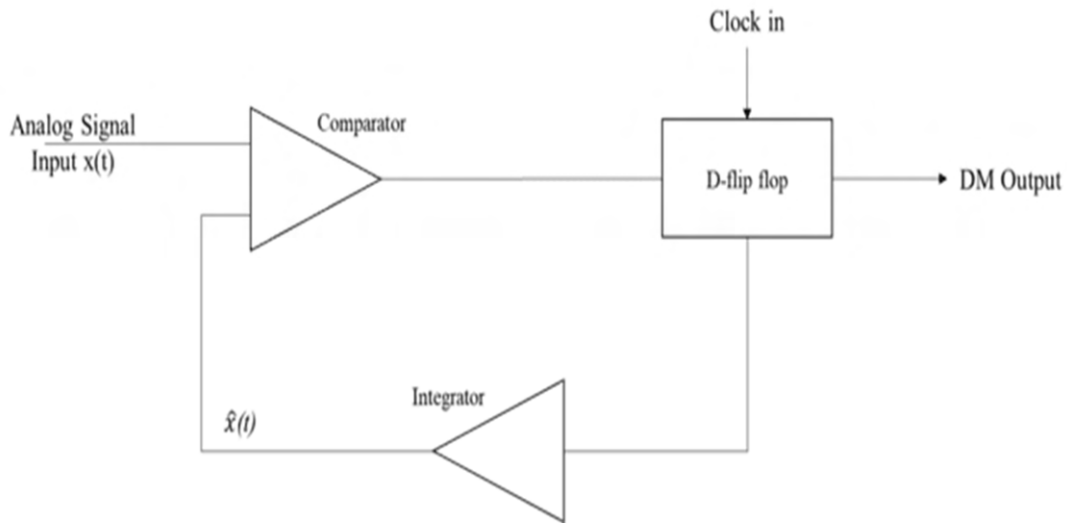 Clock in
Analog Signal
Input x(t)
Comparator
D-flip flop
DM Output
Integrator
x̂(t)